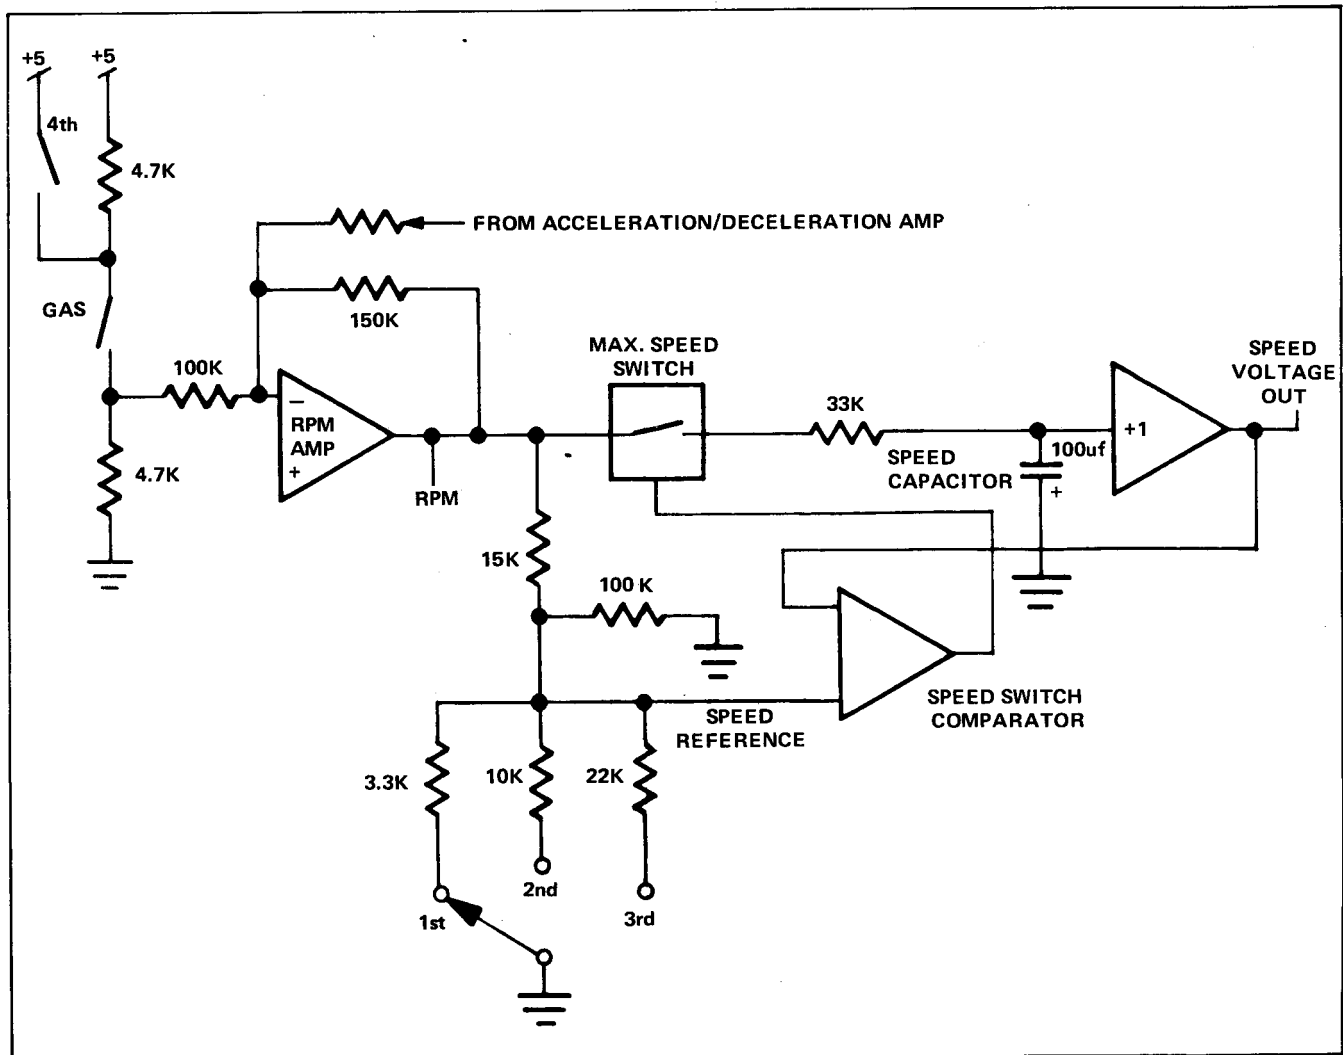 +5
+5
4th
4.7K
FROM ACCELERATION/DECELERATION AMP
GAS
150K
100K
−
RPM
AMP
+
4.7K
RPM
MAX. SPEED
SWITCH
33K
SPEED
CAPACITOR
100uf
+
+1
SPEED
VOLTAGE
OUT
15K
100 K
SPEED
REFERENCE
SPEED SWITCH
COMPARATOR
3.3K
10K
22K
1st
2nd
3rd